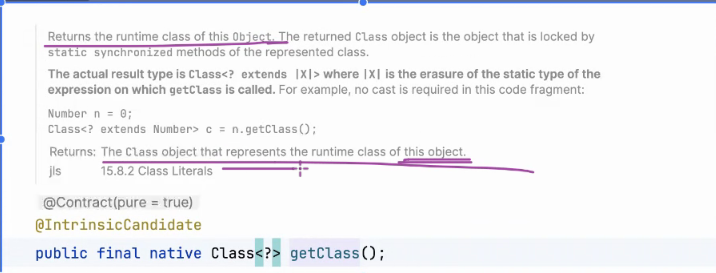 Returns the runtime class of this Object. The returned Class object is the object that is locked by
static synchronized methods of the represented class.
The actual result type is Class<? extends |X|> where |X| is the erasure of the static type of the
expression on which getClass is called. For example, no cast is required in this code fragment:
Number n = 0;
Class<? extends Number> c = n.getClass();
Returns: The Class object that represents the runtime class of this object.
jls 15.8.2 Class Literals
@Contract(pure = true)
@IntrinsicCandidate
public final native Class<?> getClass();